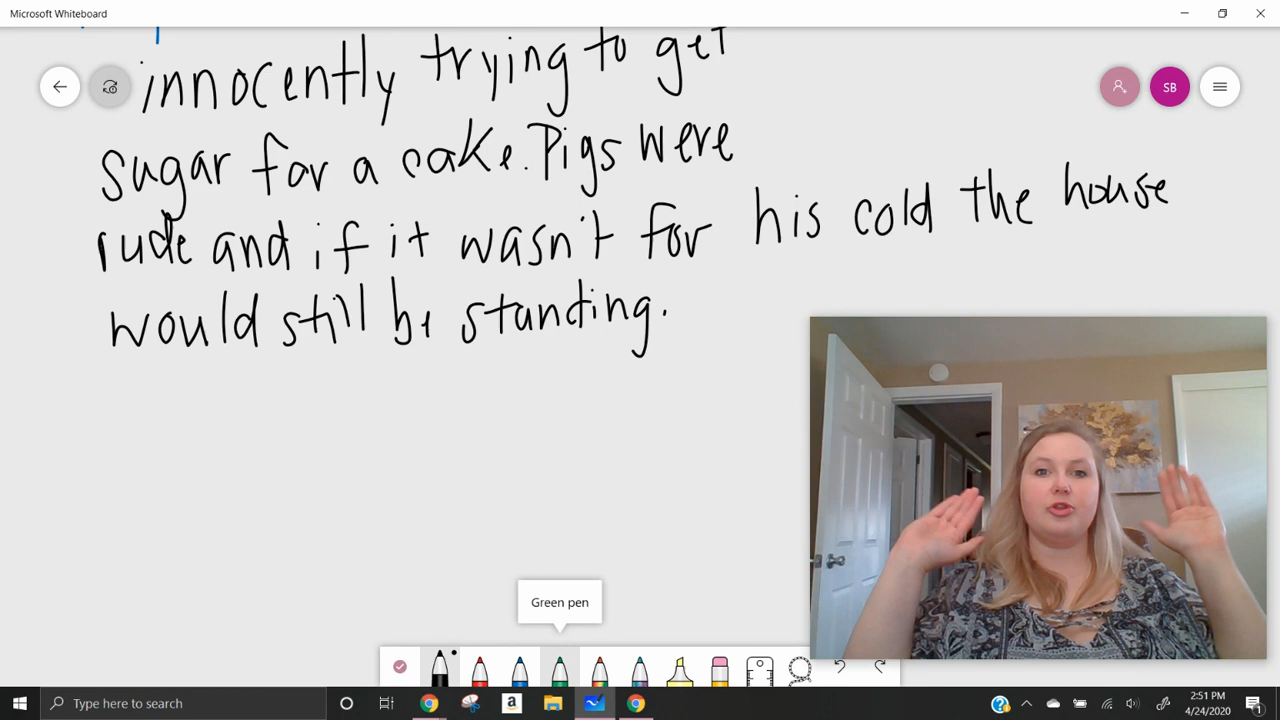 Microsoft Whiteboard
innocently trying to get
SB
sugar for a cake. Pigs were
rude and if it wasn't for his cold the house
would still be standing.
Green pen
Type here to search
2:51 PM
4/24/2020